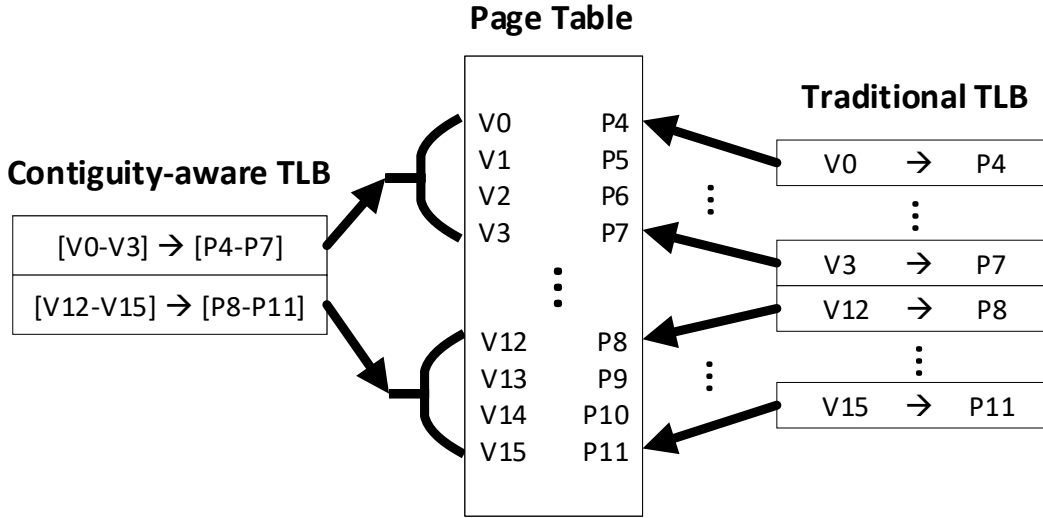 Page Table
Traditional TLB
Contiguity-aware TLB
[V0-V3] → [P4-P7]
[V12-V15] → [P8-P11]
V0 P4
V1 P5
V2 P6
V3 P7
⋮
V12 P8
V13 P9
V14 P10
V15 P11
⋮
⋮
V0 → P4
⋮
V3 → P7
V12 → P8
⋮
V15 → P11